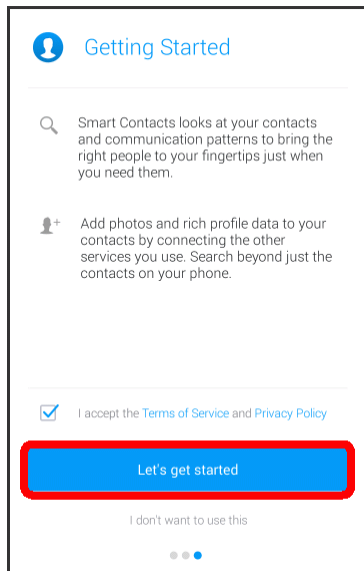 Getting Started
Smart Contacts looks at your contacts
and communication patterns to bring the
right people to your fingertips just when
you need them.
Add photos and rich profile data to your
contacts by connecting the other
services you use. Search beyond just the
contacts on your phone.
I accept the Terms of Service and Privacy Policy
Let's get started
I don't want to use this